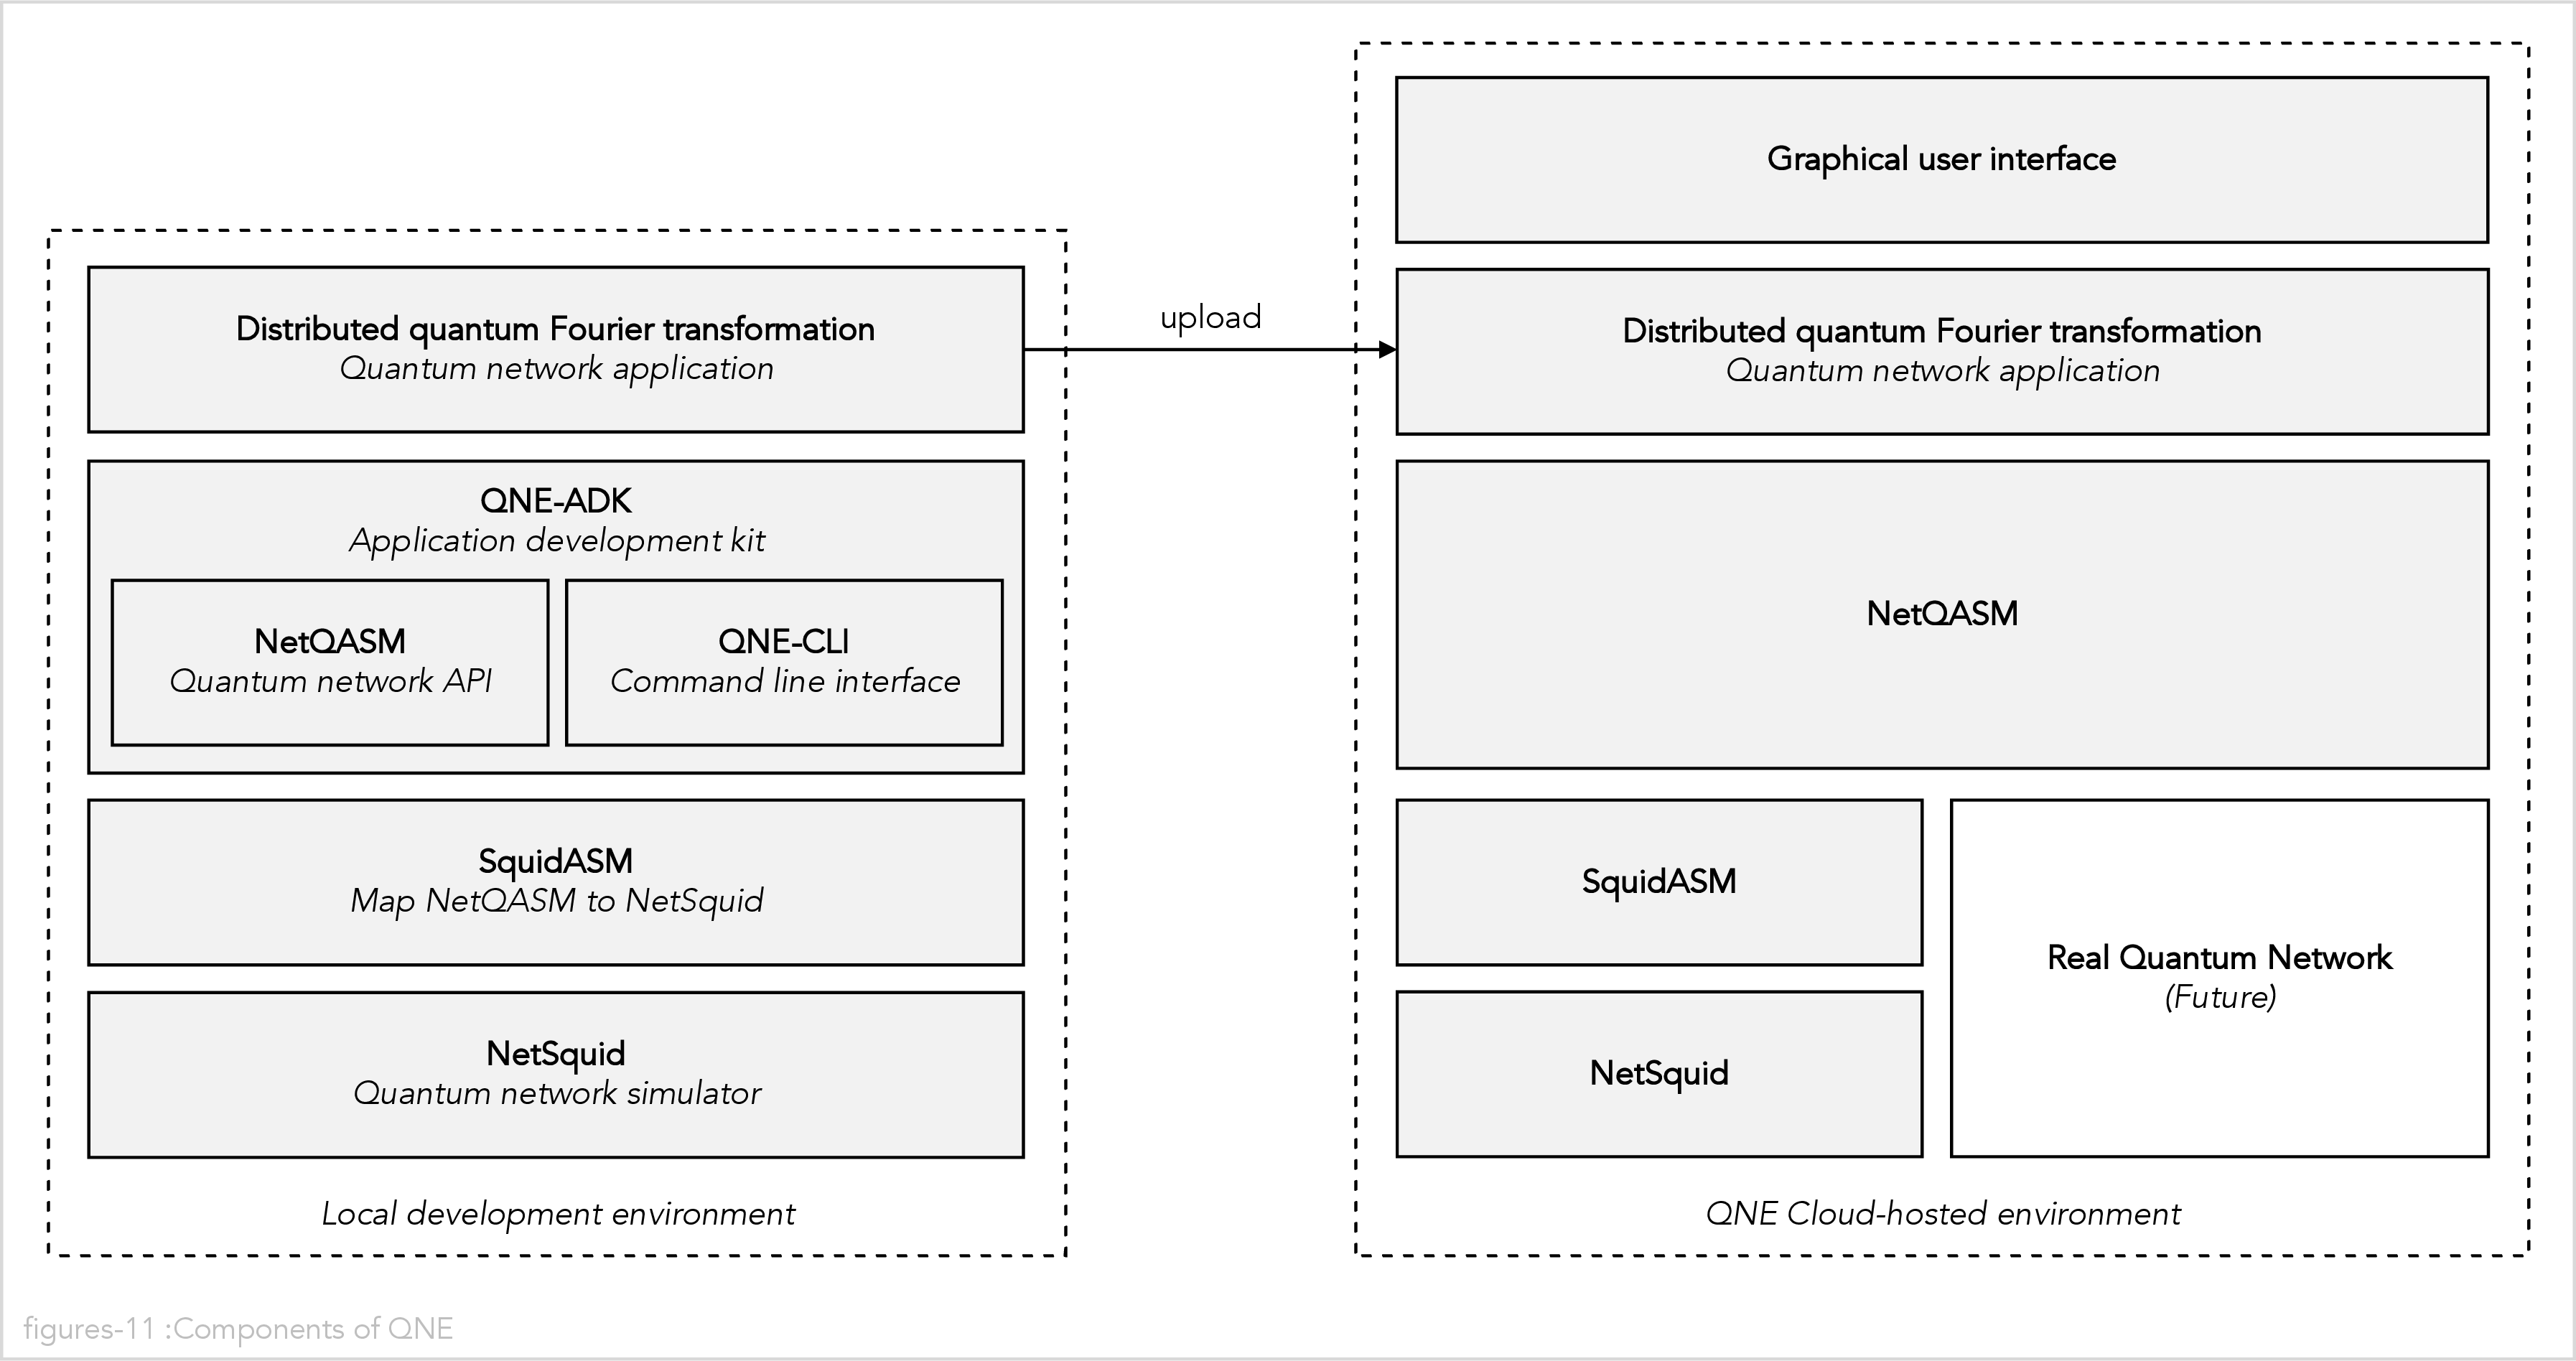 Distributed quantum Fourier transformation
Quantum network application
QNE-ADK
Application development kit
NetQASM
Quantum network API
QNE-CLI
Command line interface
SquidASM
Map NetQASM to NetSquid
NetSquid
Quantum network simulator
Local development environment
upload
Graphical user interface
Distributed quantum Fourier transformation
Quantum network application
NetQASM
SquidASM
NetSquid
Real Quantum Network
(Future)
QNE Cloud-hosted environment
figures-11 :Components of QNE